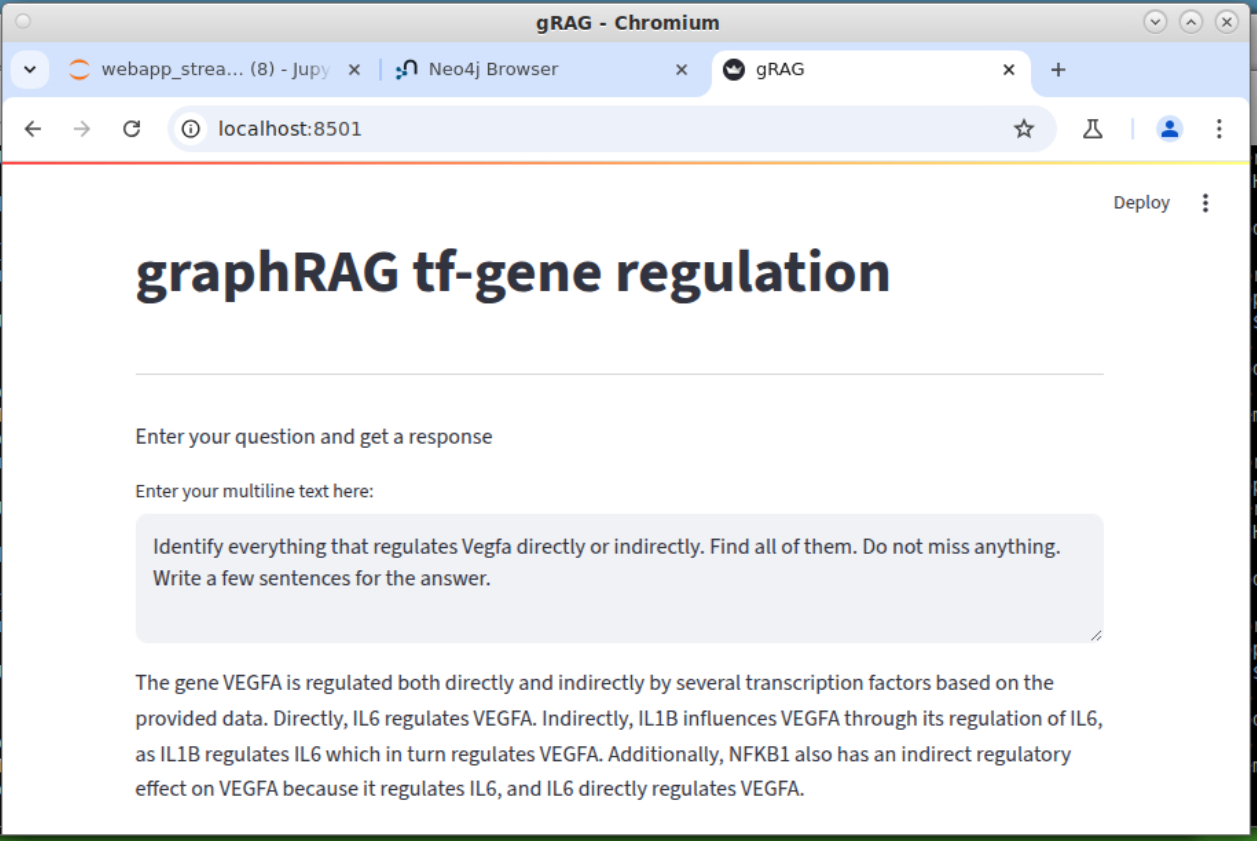 gRAG - Chromium
webapp_strea... (8) - Jupy
Neo4j Browser
gRAG
localhost:8501
Deploy
graphRAG tf-gene regulation
Enter your question and get a response
Enter your multiline text here:
Identify everything that regulates Vegfa directly or indirectly. Find all of them. Do not miss anything.
Write a few sentences for the answer.
The gene VEGFA is regulated both directly and indirectly by several transcription factors based on the
provided data. Directly, IL6 regulates VEGFA. Indirectly, IL1B influences VEGFA through its regulation of IL6,
as IL1B regulates IL6 which in turn regulates VEGFA. Additionally, NFKB1 also has an indirect regulatory
effect on VEGFA because it regulates IL6, and IL6 directly regulates VEGFA.